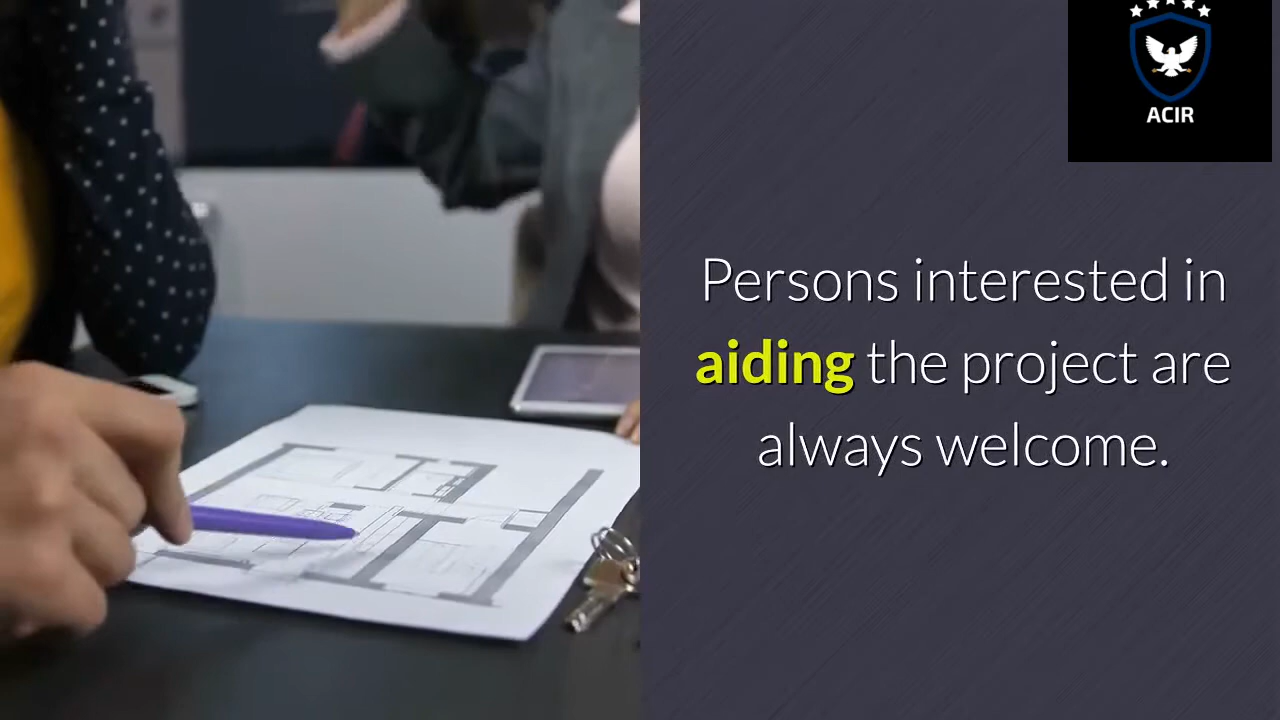 ACIR
Persons interested in
aiding the project are
always welcome.